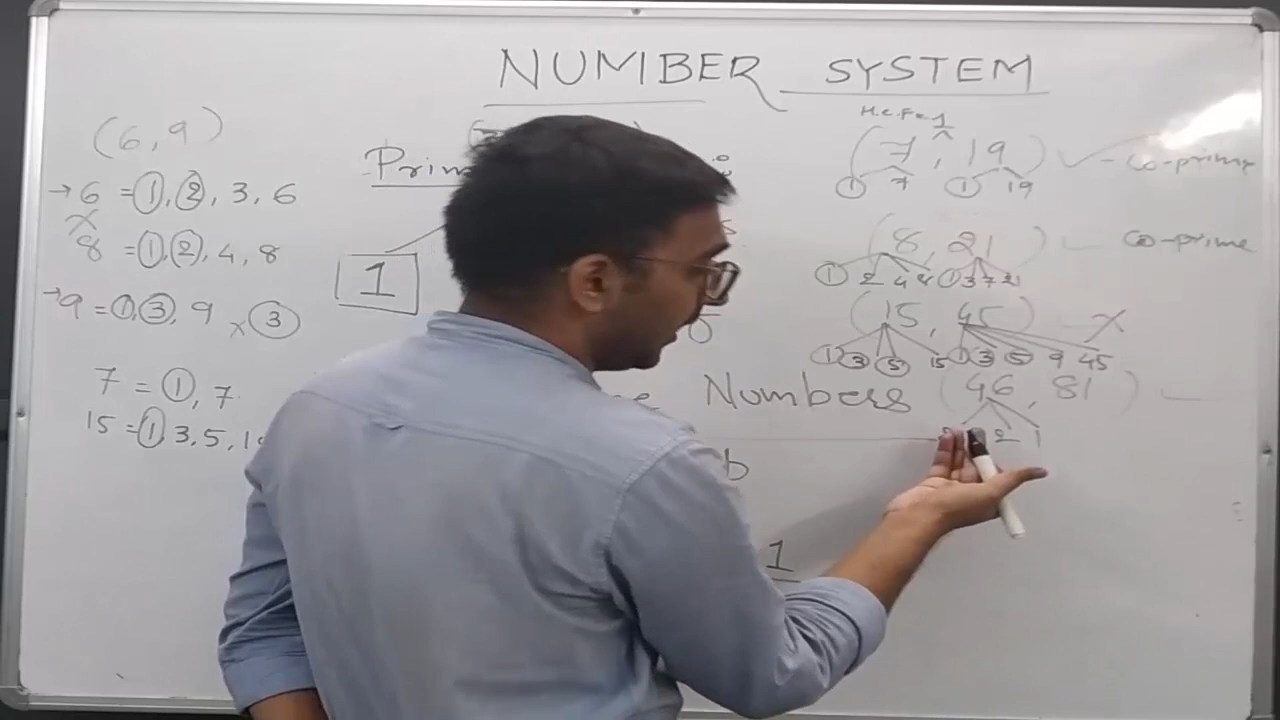 NUMBER SYSTEM
(6, 9)
→ 6 = 1, 2, 3, 6
8 = 1, 2, 4, 8
→ 9 = 1, 3, 9 × 3
7 = 1, 7
15 = 1 3, 5,
1
Numbers
b
1
H.C.F = 1
(7, 19) ✓ - Co-prime
1 7 1 19
(8, 21) Co-prime
1 2 4 8 1 3 7 21
(15, 45) ×
1 3 5 15 1 3 5 9 45
(46, 81)
2 1